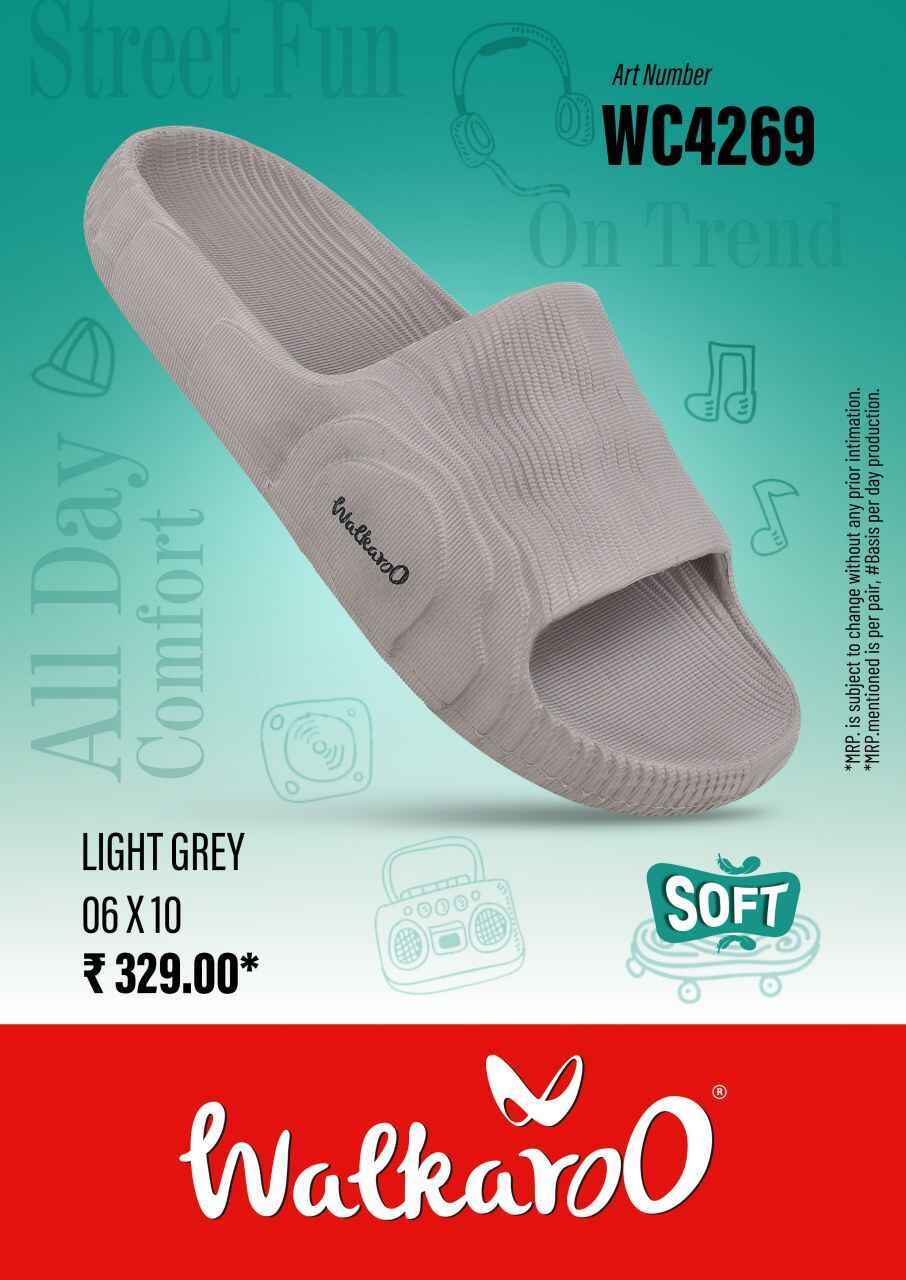 Street Fun
Art Number
WC4269
On Trend
All Day
Comfort
WalkaroO
*MRP. is subject to change without any prior intimation.
*MRP.mentioned is per pair, #Basis per day production.
LIGHT GREY
06 X 10
₹ 329.00*
SOFT
WalkaroO®